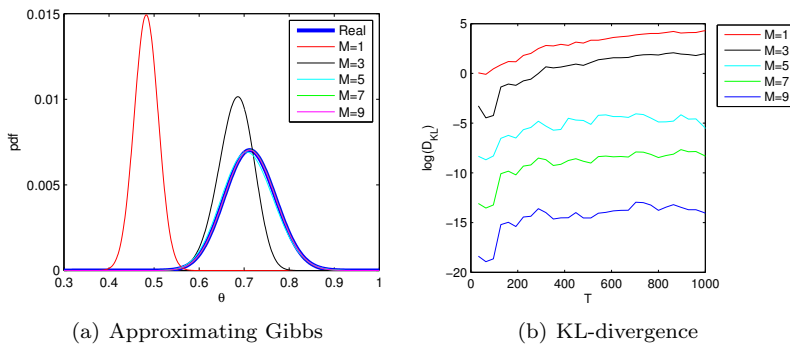 0.015
0.01
0.005
0
pdf
0.3
0.4
0.5
0.6
0.7
0.8
0.9
1
θ
Real
M=1
M=3
M=5
M=7
M=9
(a) Approximating Gibbs
5
0
−5
−10
−15
−20
log(D_KL)
0
200
400
600
800
1000
T
M=1
M=3
M=5
M=7
M=9
(b) KL-divergence